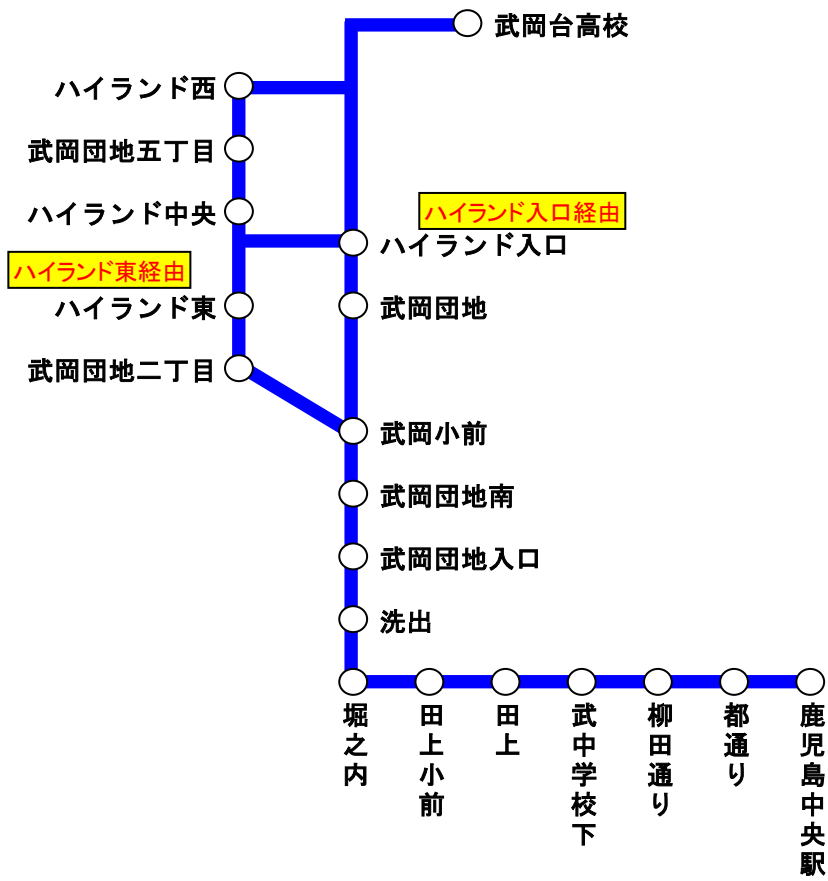 武岡台高校
ハイランド西
武岡団地五丁目
ハイランド中央
ハイランド入口経由
ハイランド入口
ハイランド東経由
ハイランド東
武岡団地
武岡団地二丁目
武岡小前
武岡団地南
武岡団地入口
洗出
堀之内
田上小前
田上
武中学校下
柳田通り
都通り
鹿児島中央駅